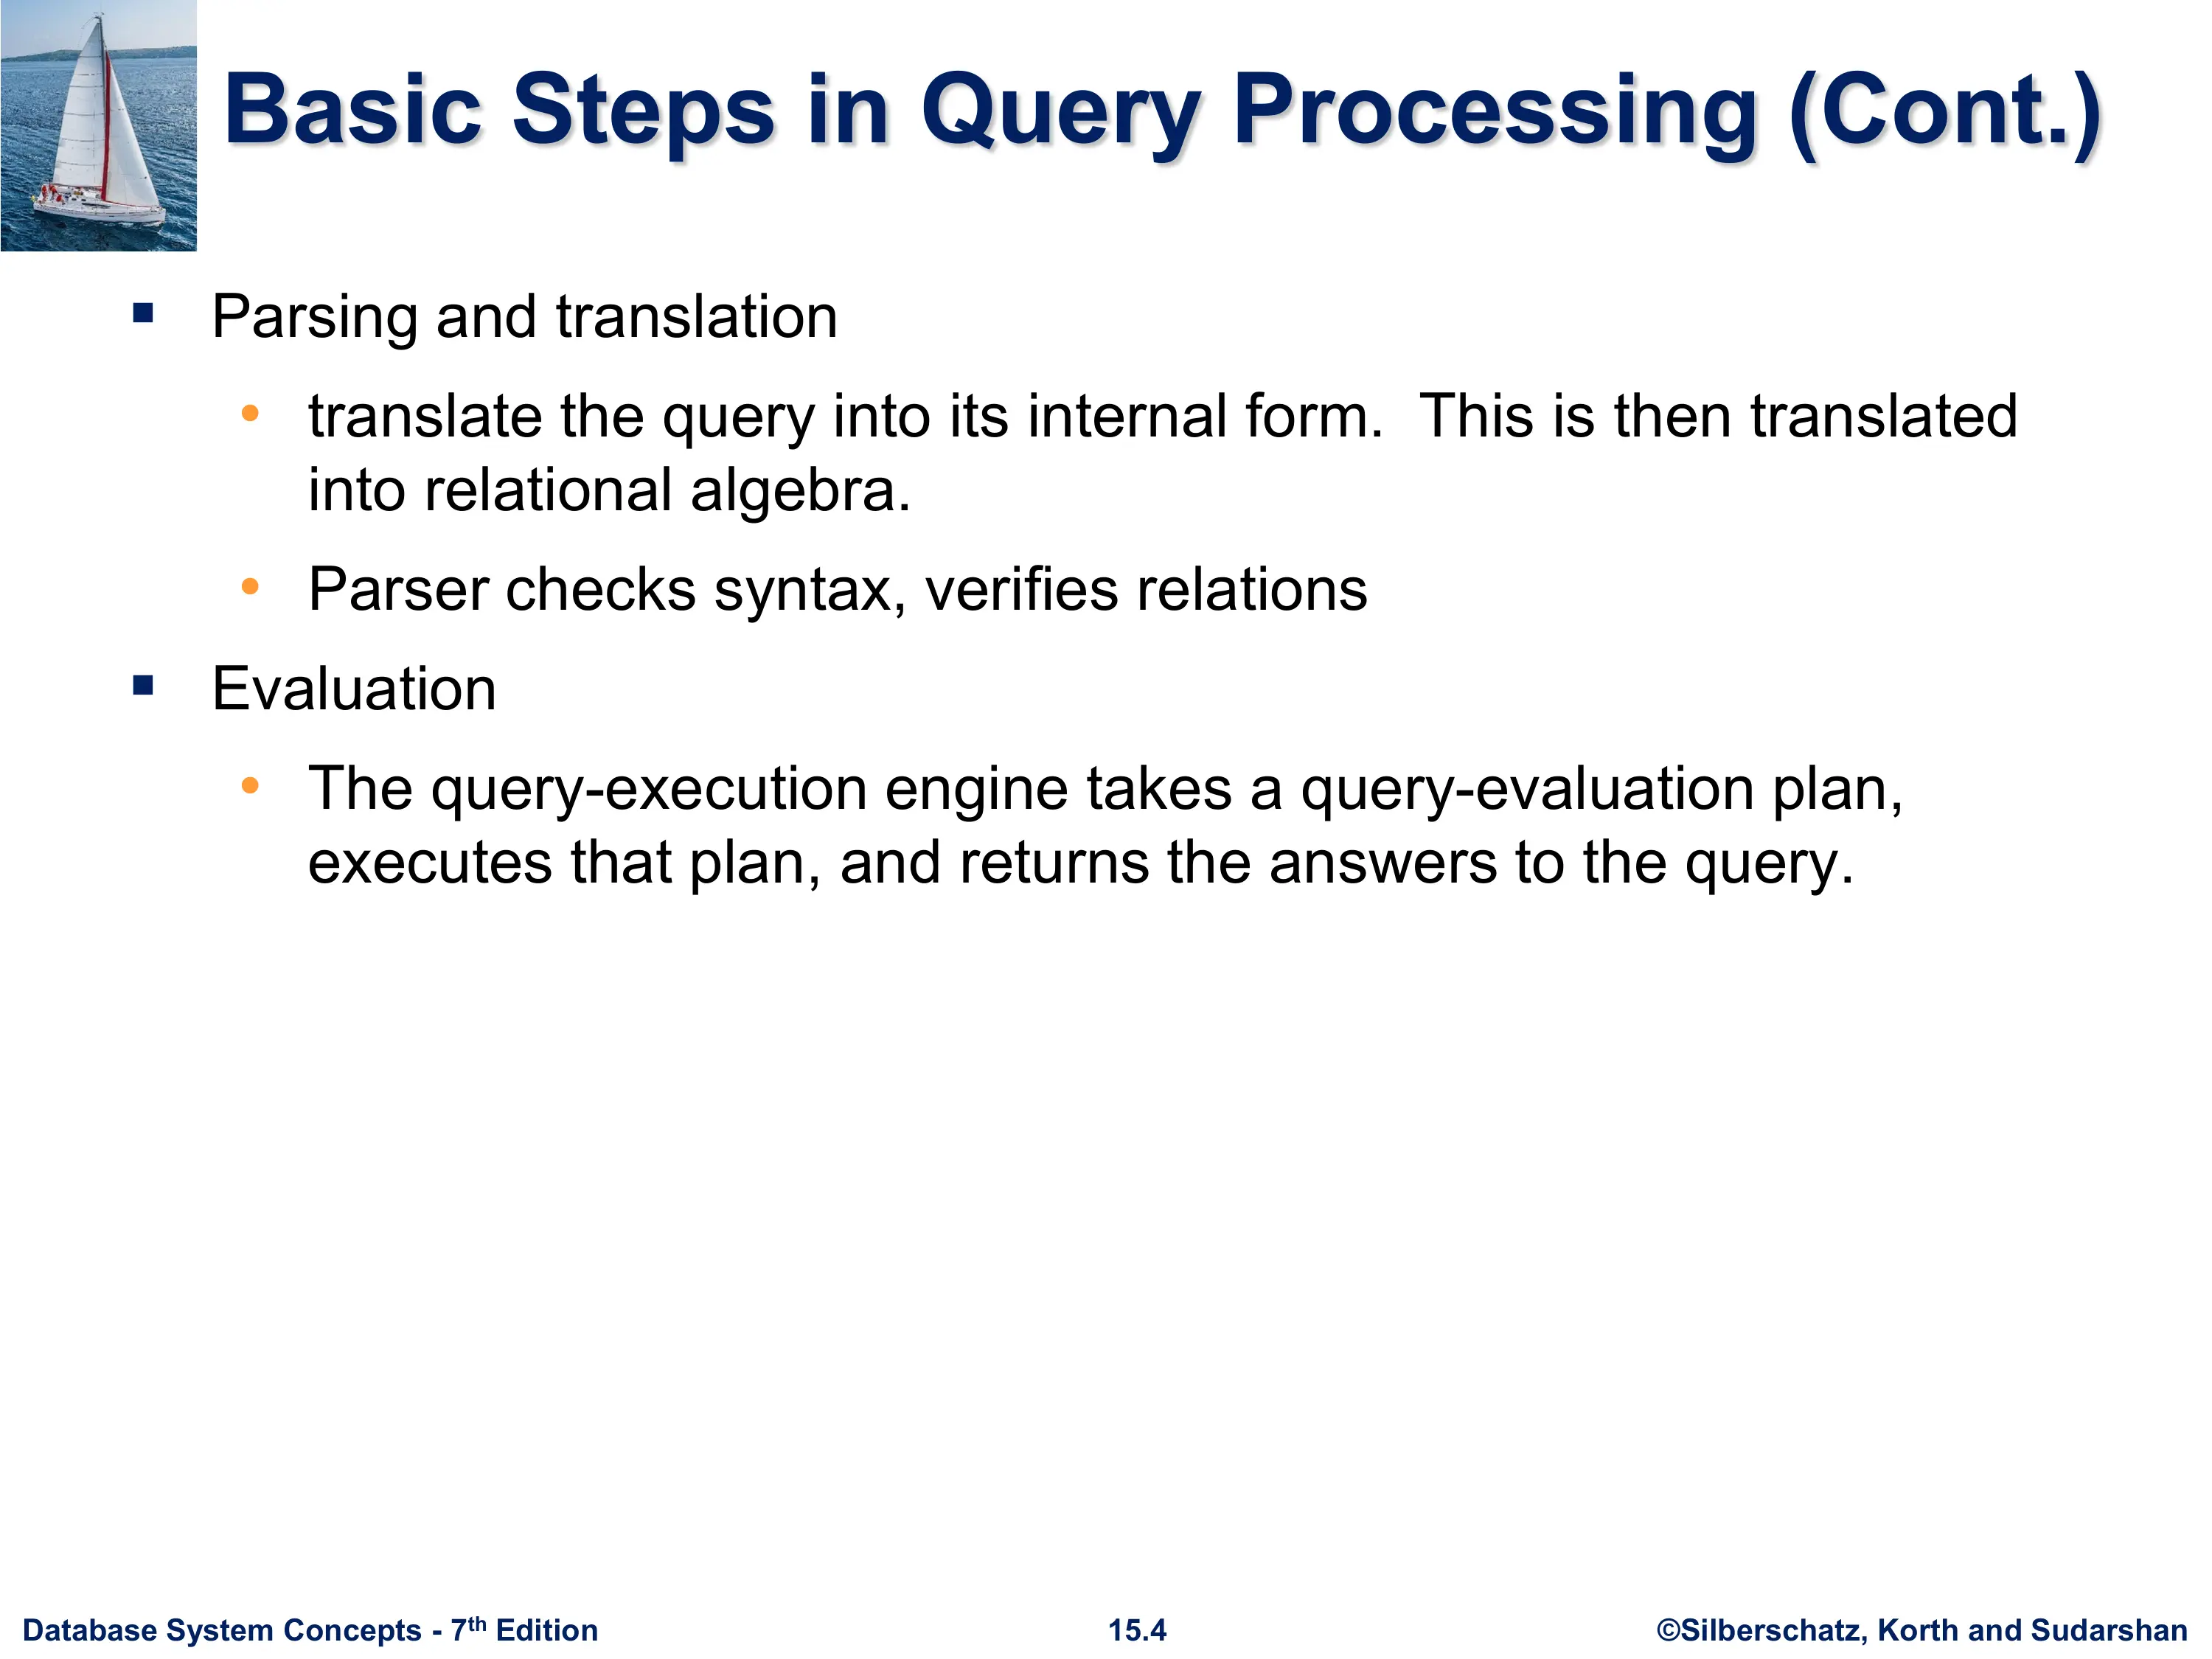 Basic Steps in Query Processing (Cont.)
▪ Parsing and translation
• translate the query into its internal form.  This is then translated
into relational algebra.
• Parser checks syntax, verifies relations
▪ Evaluation
• The query-execution engine takes a query-evaluation plan,
executes that plan, and returns the answers to the query.
Database System Concepts - 7th Edition
15.4
©Silberschatz, Korth and Sudarshan